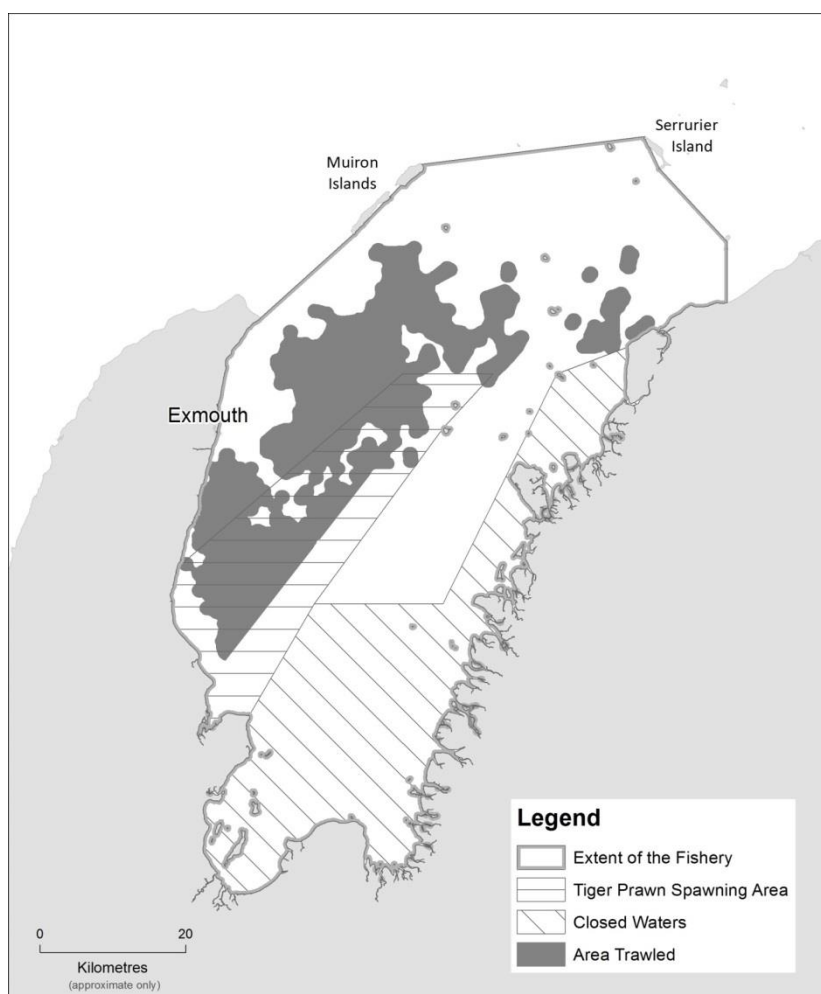 Serrurier
Island
Muiron
Islands
Exmouth
Legend
Extent of the Fishery
Tiger Prawn Spawning Area
Closed Waters
Area Trawled
0 20
Kilometres
(approximate only)